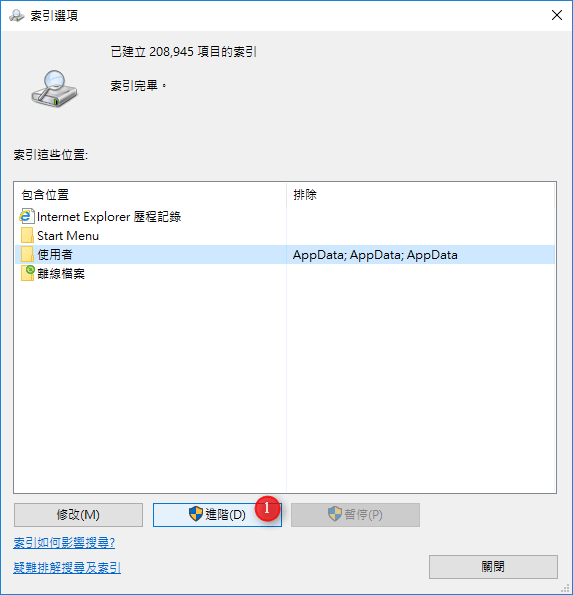 索引選項
已建立 208,945 項目的索引
索引完畢。
索引這些位置:
包含位置 排除
Internet Explorer 歷程記錄
Start Menu
使用者 AppData; AppData; AppData
離線檔案
修改(M) 進階(D) 1 暫停(P)
索引如何影響搜尋?
疑難排解搜尋及索引 關閉